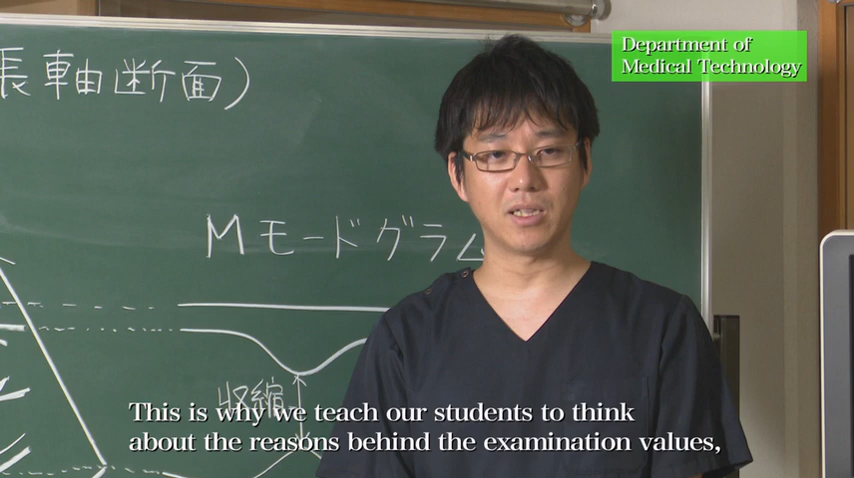 Department of
Medical Technology
長軸断面)
Mモードグラム
収縮
This is why we teach our students to think
about the reasons behind the examination values,